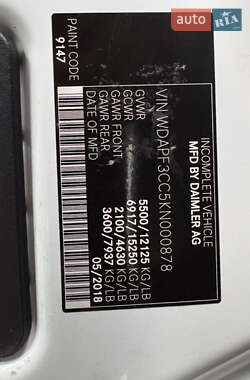 auto RIA
INCOMPLETE VEHICLE
MFD BY DAIMLER AG
VIN WDAPF3CC5KN000878
GVWR 5500/12125 KG/LB
GCWR 6917/15250 KG/LB
GAWR FRONT 2100/4630 KG/LB
GAWR REAR 3600/7937 KG/LB
DATE OF MFD 05/2018
PAINT CODE
9147